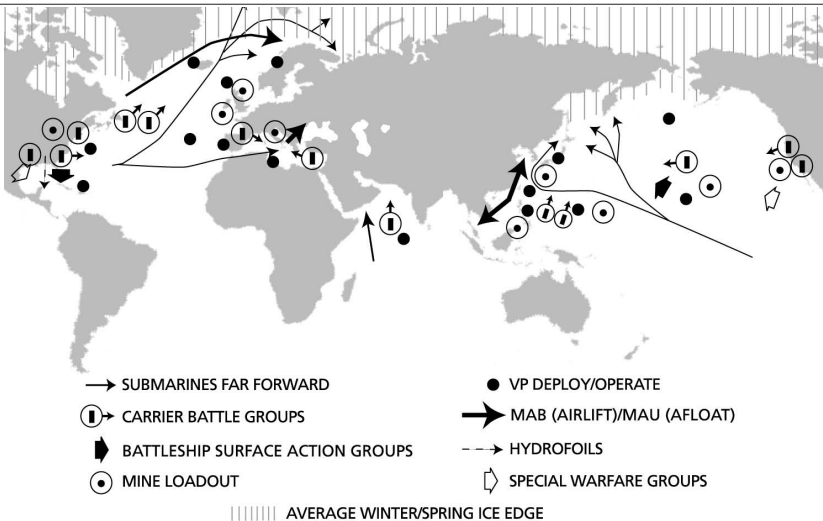 SUBMARINES FAR FORWARD
CARRIER BATTLE GROUPS
BATTLESHIP SURFACE ACTION GROUPS
MINE LOADOUT
VP DEPLOY/OPERATE
MAB (AIRLIFT)/MAU (AFLOAT)
HYDROFOILS
SPECIAL WARFARE GROUPS
AVERAGE WINTER/SPRING ICE EDGE